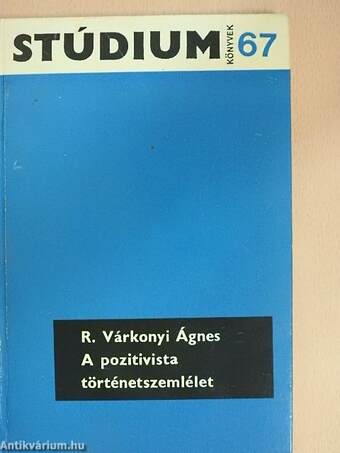 STÚDIUM KÖNYVEK 67
R. Várkonyi Ágnes
A pozitivista
történetszemlélet
Antikvárium.hu